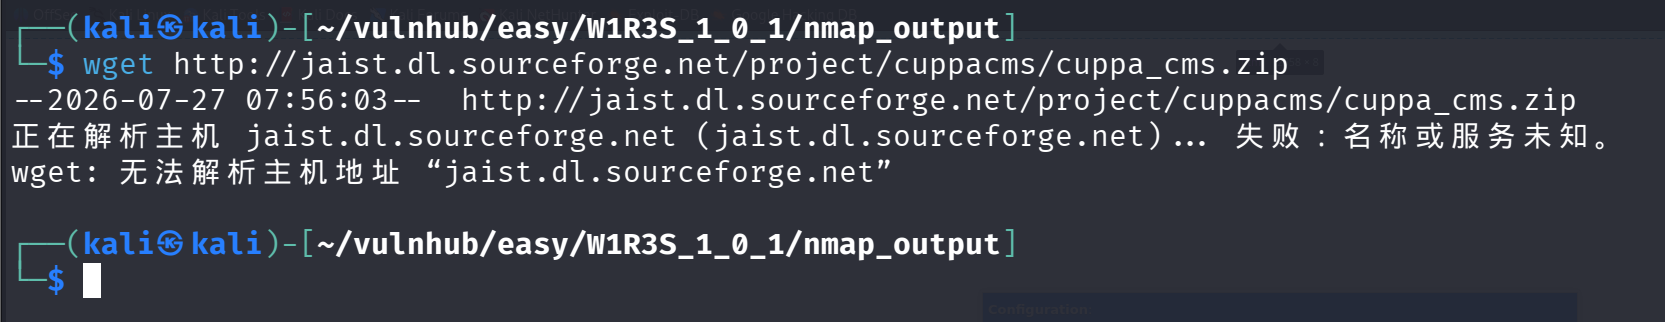 ┌──(kali㉿kali)-[~/vulnhub/easy/W1R3S_1_0_1/nmap_output]
└─$ wget http://jaist.dl.sourceforge.net/project/cuppacms/cuppa_cms.zip
--2026-07-27 07:56:03--  http://jaist.dl.sourceforge.net/project/cuppacms/cuppa_cms.zip
正在解析主机 jaist.dl.sourceforge.net (jaist.dl.sourceforge.net)... 失败：名称或服务未知。
wget: 无法解析主机地址 “jaist.dl.sourceforge.net”
┌──(kali㉿kali)-[~/vulnhub/easy/W1R3S_1_0_1/nmap_output]
└─$
Configuration